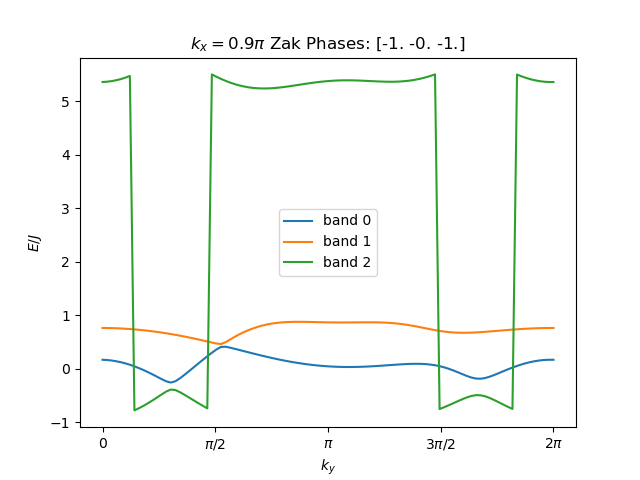 k_x = 0.9π Zak Phases: [-1. -0. -1.]
E/J
5
4
3
2
1
0
−1
band 0
band 1
band 2
0 π/2 π 3π/2 2π
k_y